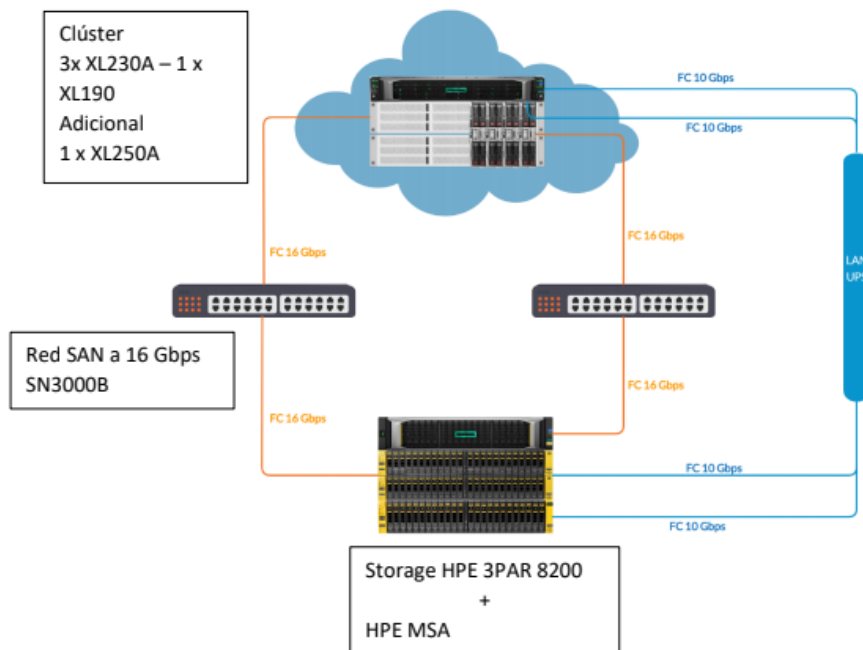 Clúster
3x XL230A – 1 x
XL190
Adicional
1 x XL250A
FC 10 Gbps
FC 10 Gbps
FC 16 Gbps
FC 16 Gbps
LAN
UPS
Red SAN a 16 Gbps
SN3000B
FC 16 Gbps
FC 16 Gbps
FC 10 Gbps
FC 10 Gbps
Storage HPE 3PAR 8200
+
HPE MSA